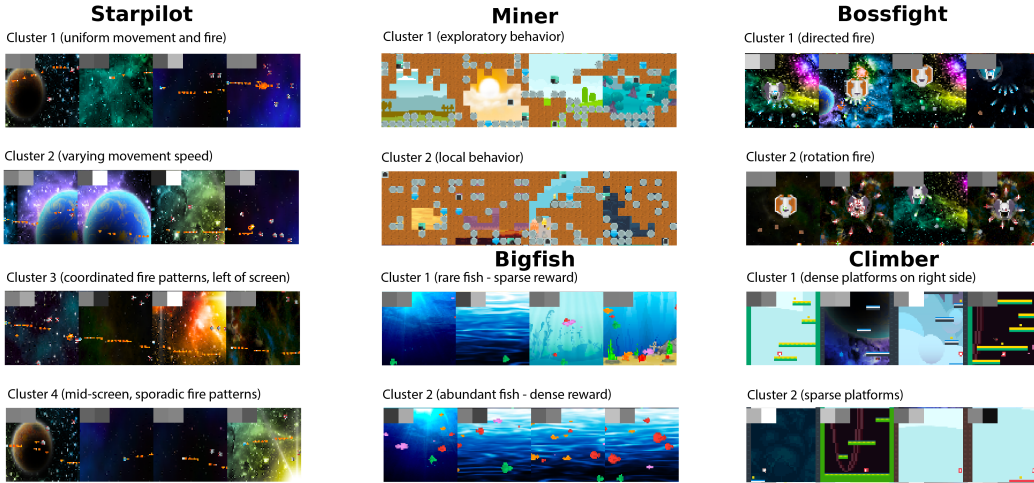 Starpilot
Cluster 1 (uniform movement and fire)
Cluster 2 (varying movement speed)
Cluster 3 (coordinated fire patterns, left of screen)
Cluster 4 (mid-screen, sporadic fire patterns)
Miner
Cluster 1 (exploratory behavior)
Cluster 2 (local behavior)
Bigfish
Cluster 1 (rare fish - sparse reward)
Cluster 2 (abundant fish - dense reward)
Bossfight
Cluster 1 (directed fire)
Cluster 2 (rotation fire)
Climber
Cluster 1 (dense platforms on right side)
Cluster 2 (sparse platforms)